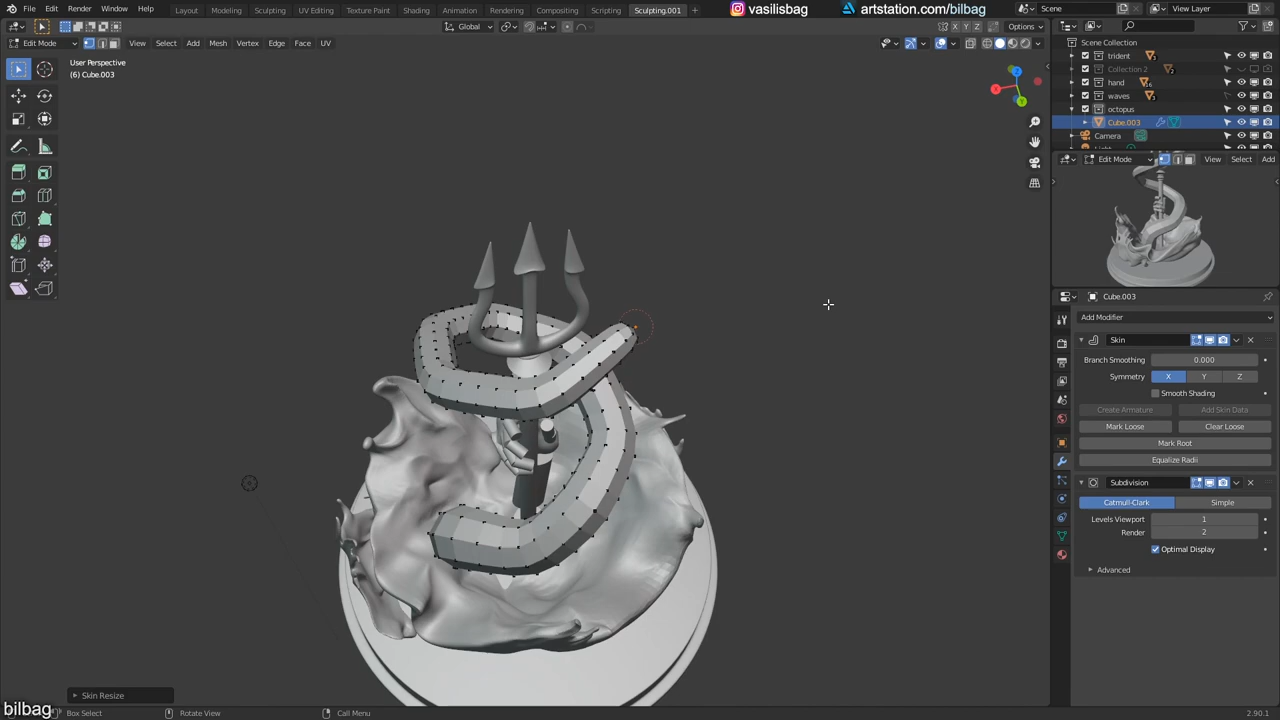 File Edit Render Window Help Layout Modeling Sculpting UV Editing Texture Paint Shading Animation Rendering Compositing Scripting Sculpting.001 + vasilisbag artstation.com/bilbag Scene View Layer
Global Options
Edit Mode View Select Add Mesh Vertex Edge Face UV X Y Z Options
User Perspective
(6) Cube.003
Scene Collection
trident 3
Collection 2 2
hand 16
waves 3
octopus
Cube.003
Camera
Edit Mode View Select Add
Z
X
Y
Cube.003
Add Modifier
Skin
Branch Smoothing 0.000
Symmetry X Y Z
Smooth Shading
Create Armature Add Skin Data
Mark Loose Clear Loose
Mark Root
Equalize Radii
Subdivision
Catmull-Clark Simple
Levels Viewport 1
Render 2
Optimal Display
Advanced
Skin Resize
bilbag
Box Select Rotate View Call Menu 2.90.1